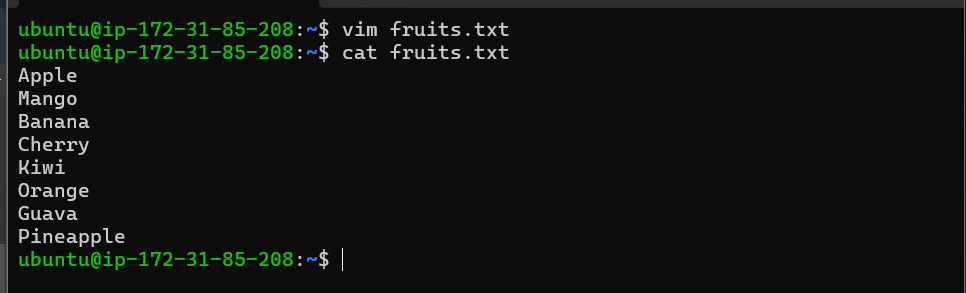 ubuntu@ip-172-31-85-208:~$ vim fruits.txt
ubuntu@ip-172-31-85-208:~$ cat fruits.txt
Apple
Mango
Banana
Cherry
Kiwi
Orange
Guava
Pineapple
ubuntu@ip-172-31-85-208:~$